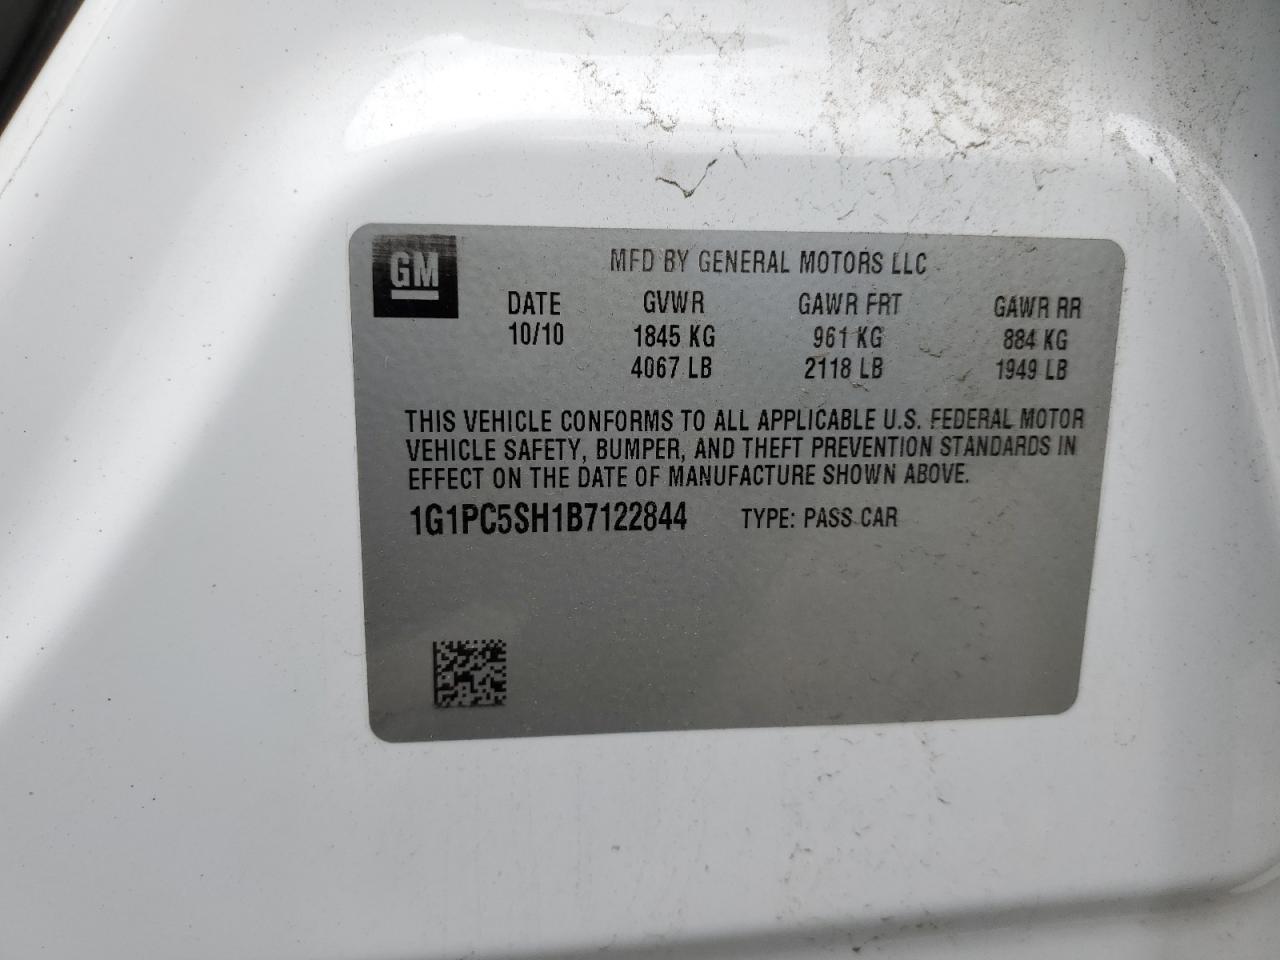 GM
MFD BY GENERAL MOTORS LLC
DATE GVWR GAWR FRT GAWR RR
10/10 1845 KG 961 KG 884 KG
4067 LB 2118 LB 1949 LB
THIS VEHICLE CONFORMS TO ALL APPLICABLE U.S. FEDERAL MOTOR
VEHICLE SAFETY, BUMPER, AND THEFT PREVENTION STANDARDS IN
EFFECT ON THE DATE OF MANUFACTURE SHOWN ABOVE.
1G1PC5SH1B7122844 TYPE: PASS CAR